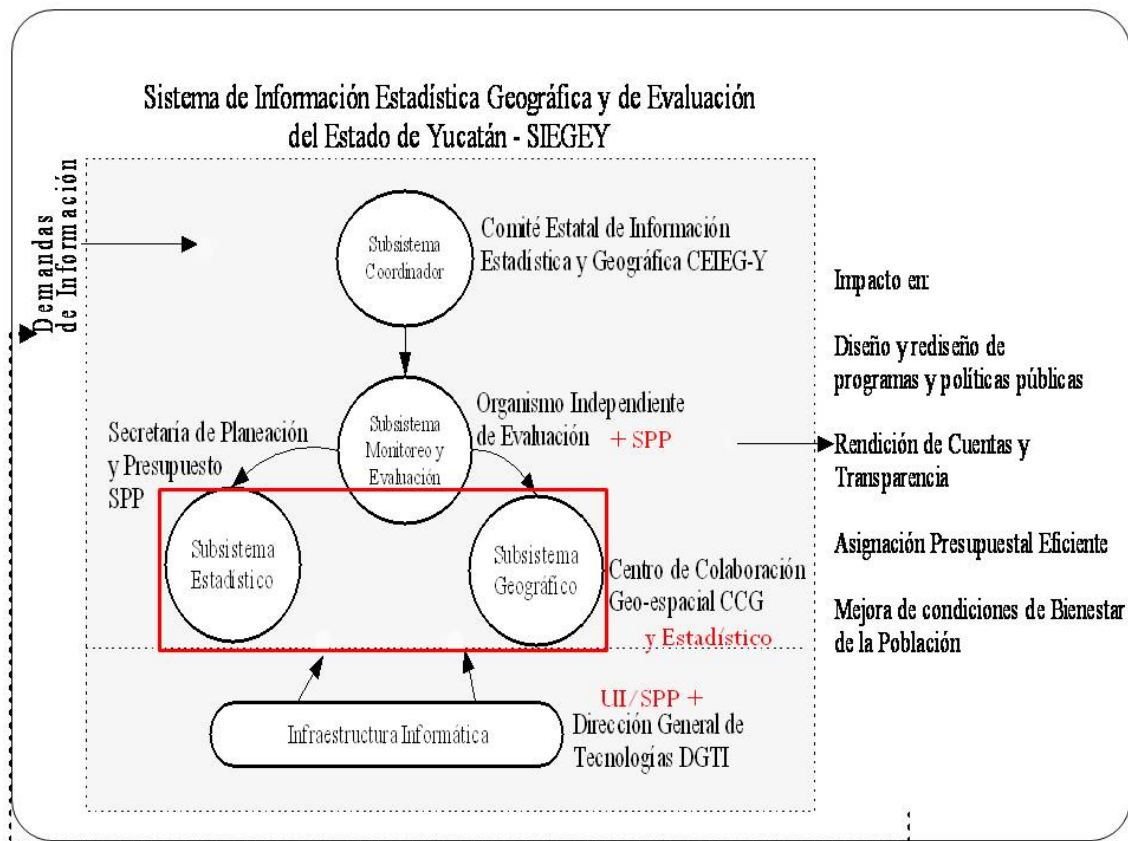 Sistema de Información Estadística Geográfica y de Evaluación
del Estado de Yucatán - SIEGEY
Demandas
de Información
Subsistema
Coordinador
Comité Estatal de Información
Estadística y Geográfica CEIEG-Y
Subsistema
Monitoreo y
Evaluación
Organismo Independiente
de Evaluación + SPP
Secretaría de Planeación
y Presupuesto
SPP
Subsistema
Estadístico
Subsistema
Geográfico
Centro de Colaboración
Geo-espacial CCG
y Estadístico
Infraestructura Informática
UI/SPP +
Dirección General de
Tecnologías DGTI
Impacto en:
Diseño y rediseño de
programas y políticas públicas
Rendición de Cuentas y
Transparencia
Asignación Presupuestal Eficiente
Mejora de condiciones de Bienestar
de la Población